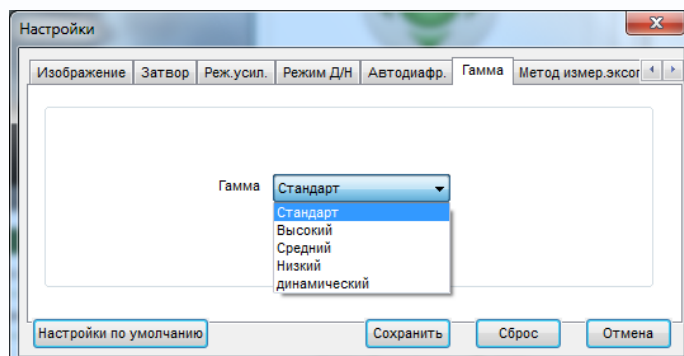 Настройки
Изображение Затвор Реж.усил. Режим Д/Н Автодиафр. Гамма Метод измер.экспо
Гамма Стандарт
Стандарт
Высокий
Средний
Низкий
динамический
Настройки по умолчанию Сохранить Сброс Отмена